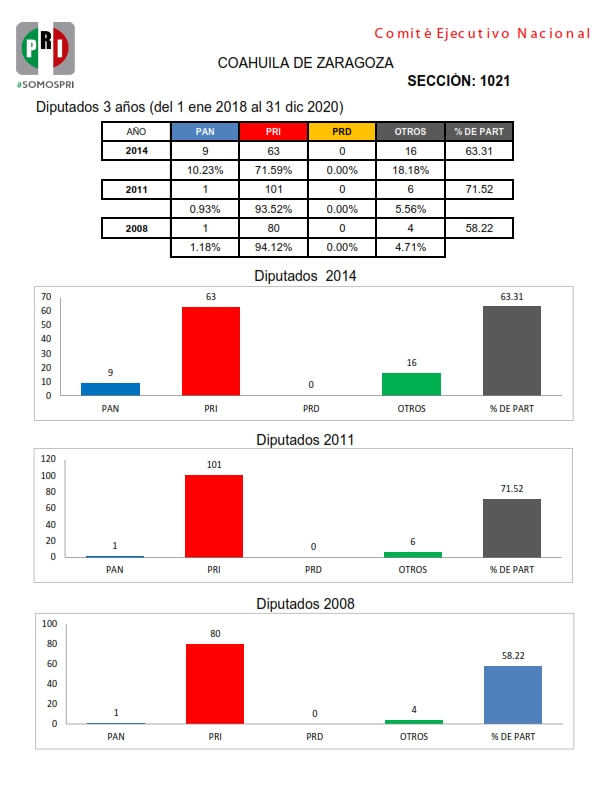 Comité Ejecutivo Nacional
PRI
#SOMOSPRI
COAHUILA DE ZARAGOZA
SECCIÓN: 1021
Diputados 3 años (del 1 ene 2018 al 31 dic 2020)
AÑO PAN PRI PRD OTROS % DE PART
2014 9 63 0 16 63.31
10.23% 71.59% 0.00% 18.18%
2011 1 101 0 6 71.52
0.93% 93.52% 0.00% 5.56%
2008 1 80 0 4 58.22
1.18% 94.12% 0.00% 4.71%
Diputados 2014
70
60
50
40
30
20
10
0
9 63 0 16 63.31
PAN PRI PRD OTROS % DE PART
Diputados 2011
120
100
80
60
40
20
0
1 101 0 6 71.52
PAN PRI PRD OTROS % DE PART
Diputados 2008
100
80
60
40
20
0
1 80 0 4 58.22
PAN PRI PRD OTROS % DE PART